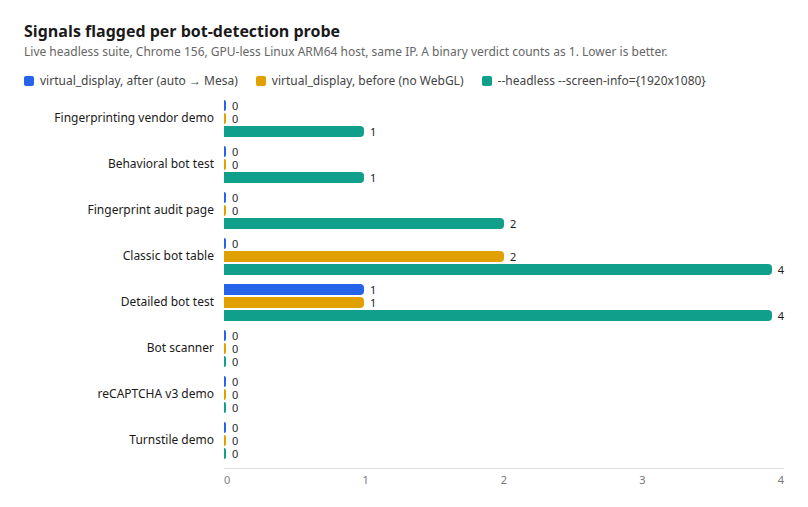 Signals flagged per bot-detection probe
Live headless suite, Chrome 156, GPU-less Linux ARM64 host, same IP. A binary verdict counts as 1. Lower is better.
virtual_display, after (auto → Mesa) virtual_display, before (no WebGL) --headless --screen-info={1920x1080}
Fingerprinting vendor demo
0
0
1
Behavioral bot test
0
0
1
Fingerprint audit page
0
0
2
Classic bot table
0
2
4
Detailed bot test
1
1
4
Bot scanner
0
0
0
reCAPTCHA v3 demo
0
0
0
Turnstile demo
0
0
0
0 1 2 3 4